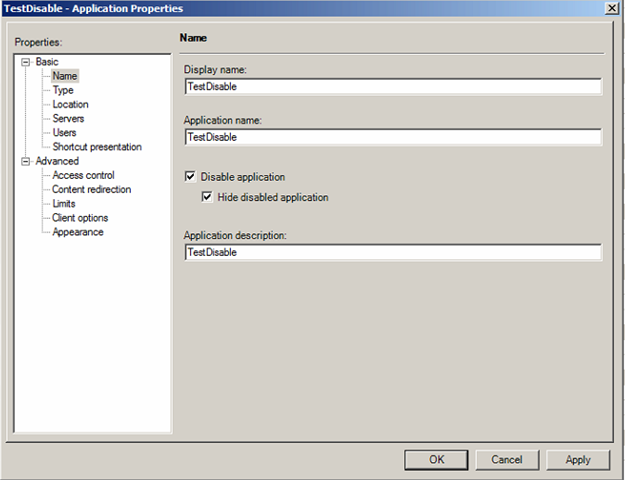 TestDisable - Application Properties
Properties:
Basic
Name
Type
Location
Servers
Users
Shortcut presentation
Advanced
Access control
Content redirection
Limits
Client options
Appearance
Name
Display name:
TestDisable
Application name:
TestDisable
Disable application
Hide disabled application
Application description:
TestDisable
OK
Cancel
Apply